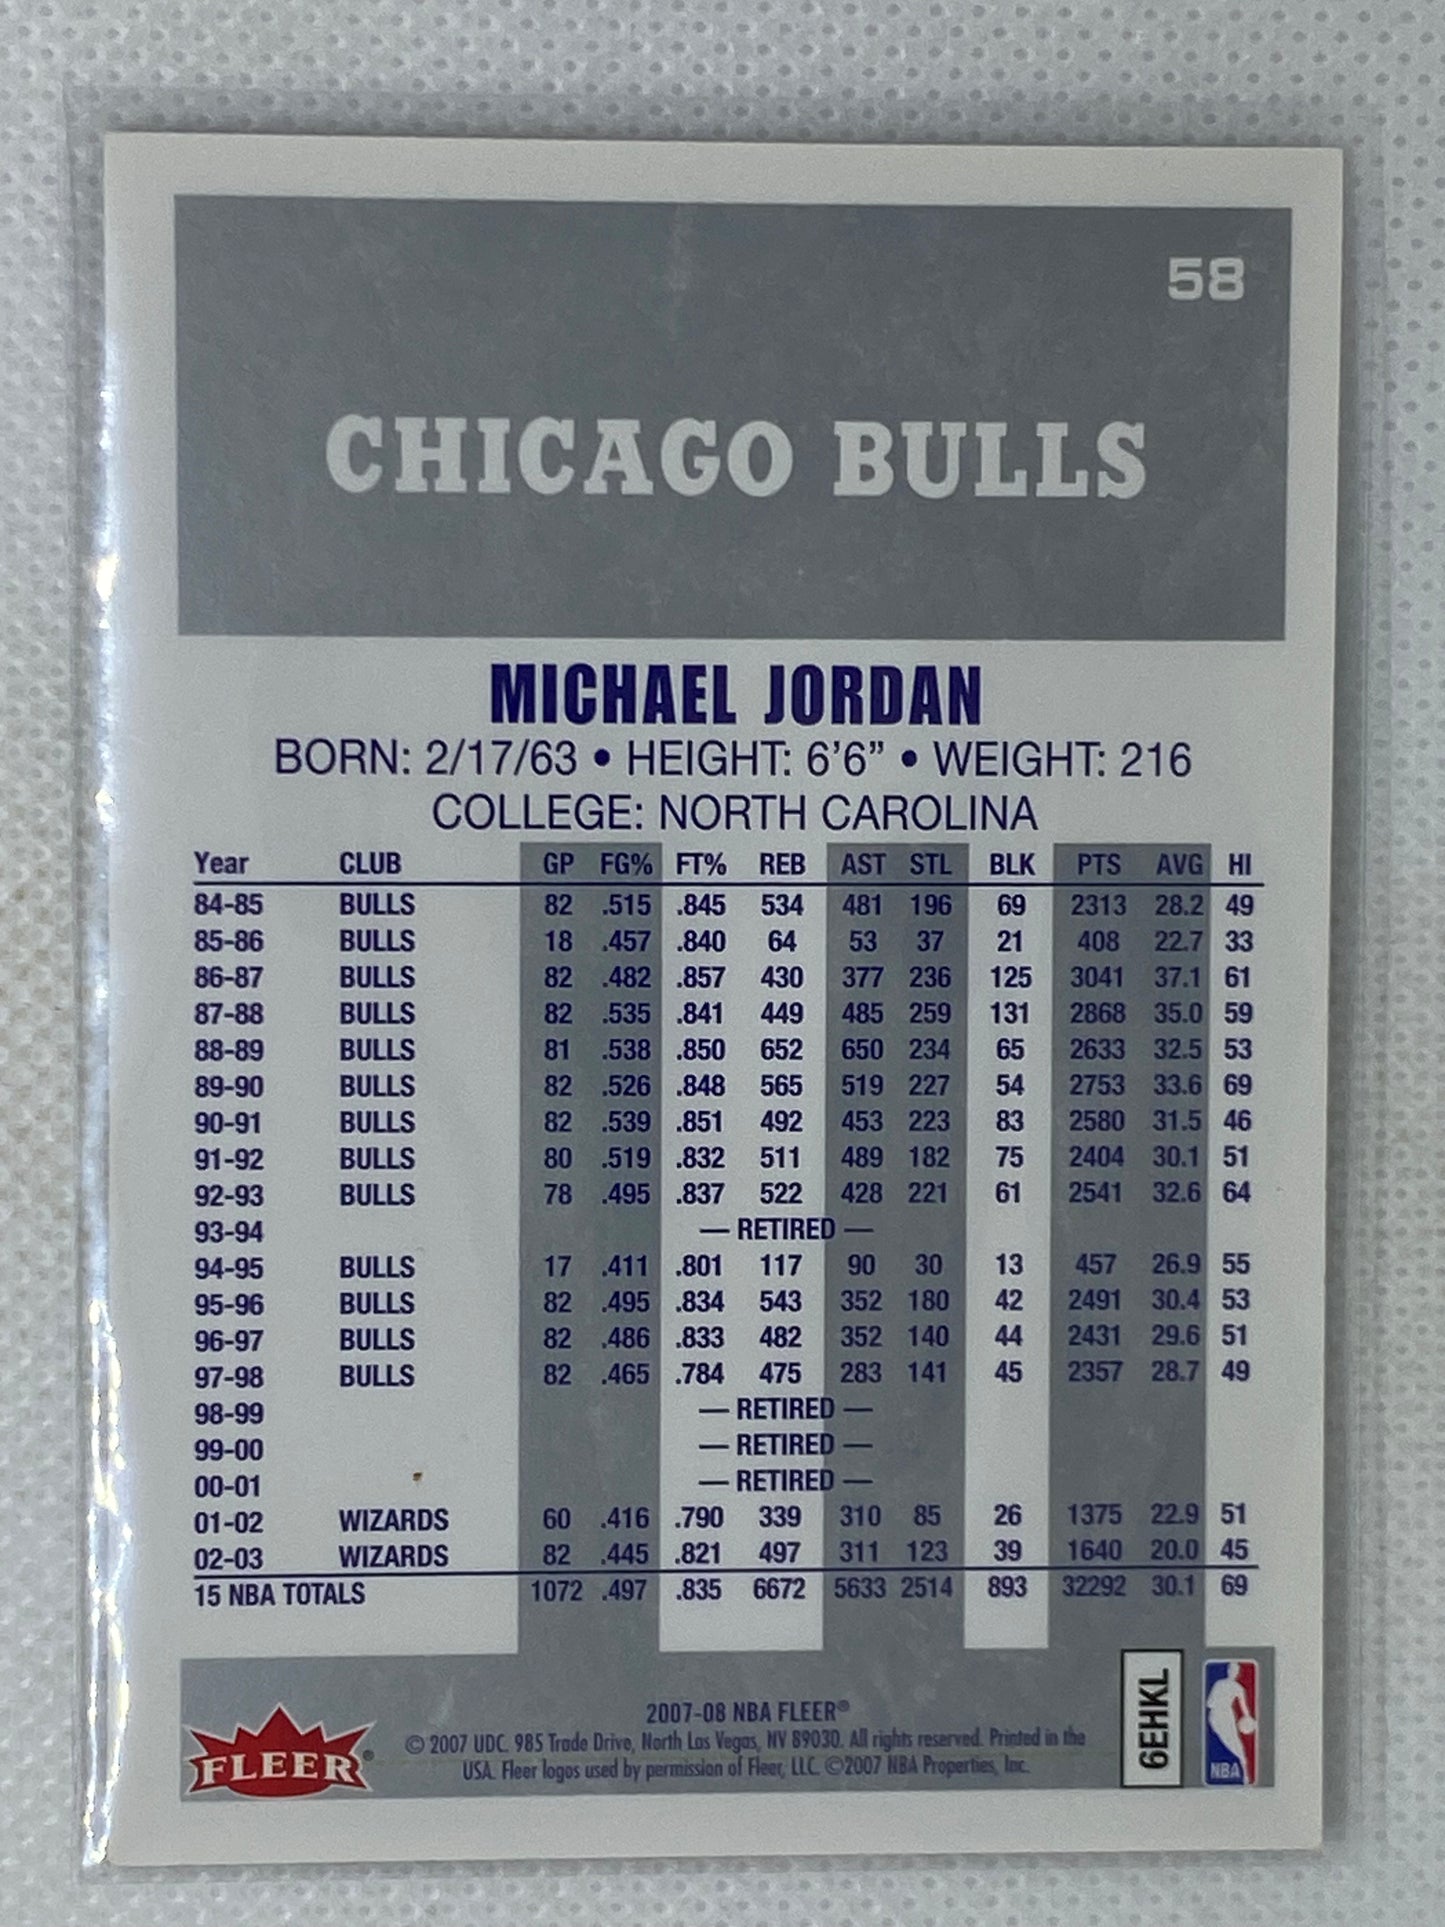 58
CHICAGO BULLS
MICHAEL JORDAN
BORN: 2/17/63 • HEIGHT: 6'6” • WEIGHT: 216
COLLEGE: NORTH CAROLINA
Year CLUB GP FG% FT% REB AST STL BLK PTS AVG HI
84-85 BULLS 82 .515 .845 534 481 196 69 2313 28.2 49
85-86 BULLS 18 .457 .840 64 53 37 21 408 22.7 33
86-87 BULLS 82 .482 .857 430 377 236 125 3041 37.1 61
87-88 BULLS 82 .535 .841 449 485 259 131 2868 35.0 59
88-89 BULLS 81 .538 .850 652 650 234 65 2633 32.5 53
89-90 BULLS 82 .526 .848 565 519 227 54 2753 33.6 69
90-91 BULLS 82 .539 .851 492 453 223 83 2580 31.5 46
91-92 BULLS 80 .519 .832 511 489 182 75 2404 30.1 51
92-93 BULLS 78 .495 .837 522 428 221 61 2541 32.6 64
93-94 — RETIRED —
94-95 BULLS 17 .411 .801 117 90 30 13 457 26.9 55
95-96 BULLS 82 .495 .834 543 352 180 42 2491 30.4 53
96-97 BULLS 82 .486 .833 482 352 140 44 2431 29.6 51
97-98 BULLS 82 .465 .784 475 283 141 45 2357 28.7 49
98-99 — RETIRED —
99-00 — RETIRED —
00-01 — RETIRED —
01-02 WIZARDS 60 .416 .790 339 310 85 26 1375 22.9 51
02-03 WIZARDS 82 .445 .821 497 311 123 39 1640 20.0 45
15 NBA TOTALS 1072 .497 .835 6672 5633 2514 893 32292 30.1 69
2007-08 NBA FLEER®
© 2007 UDC. 985 Trade Drive, North Las Vegas, NV 89030. All rights reserved. Printed in the
USA. Fleer logos used by permission of Fleer, LLC. ©2007 NBA Properties, Inc.
FLEER®
6EHKL
NBA